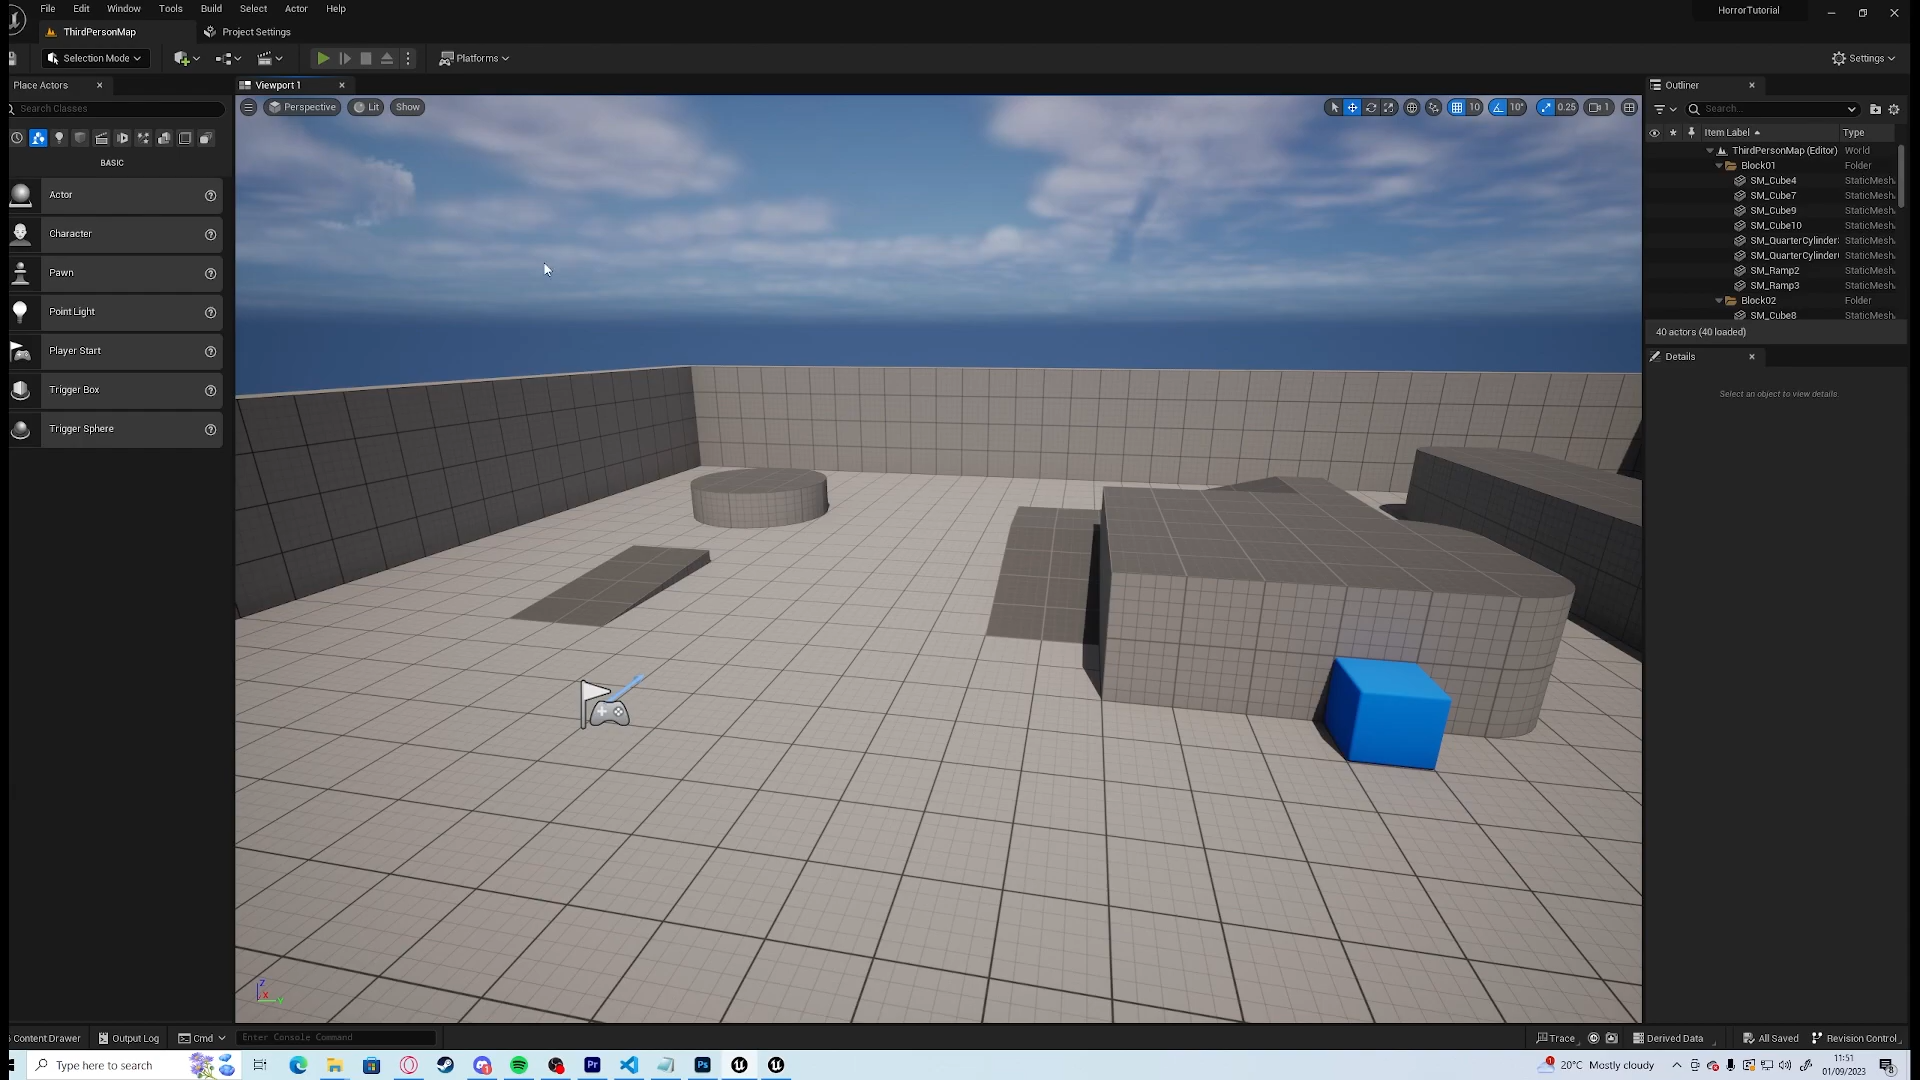 File Edit Window Tools Build Select Actor Help
HorrorTutorial
ThirdPersonMap
Project Settings
Selection Mode
Platforms
Settings
Place Actors
Viewport 1
Outliner
Search Classes
Perspective
Lit
Show
10
10°
0.25
1
Search...
Item Label
Type
BASIC
ThirdPersonMap (Editor) World
Block01 Folder
SM_Cube4 StaticMesh
SM_Cube7 StaticMesh
SM_Cube9 StaticMesh
SM_Cube10 StaticMesh
SM_QuarterCylinder StaticMesh
SM_QuarterCylinder StaticMesh
SM_Ramp2 StaticMesh
SM_Ramp3 StaticMesh
Block02 Folder
SM_Cube8 StaticMesh
40 actors (40 loaded)
Details
Select an object to view details.
Actor
Character
Pawn
Point Light
Player Start
Trigger Box
Trigger Sphere
Z
X
Y
Content Drawer
Output Log
Cmd
Enter Console Command
Trace
Derived Data
All Saved
Revision Control
Type here to search
Pr
Ps
20°C Mostly cloudy
11:51
01/09/2023